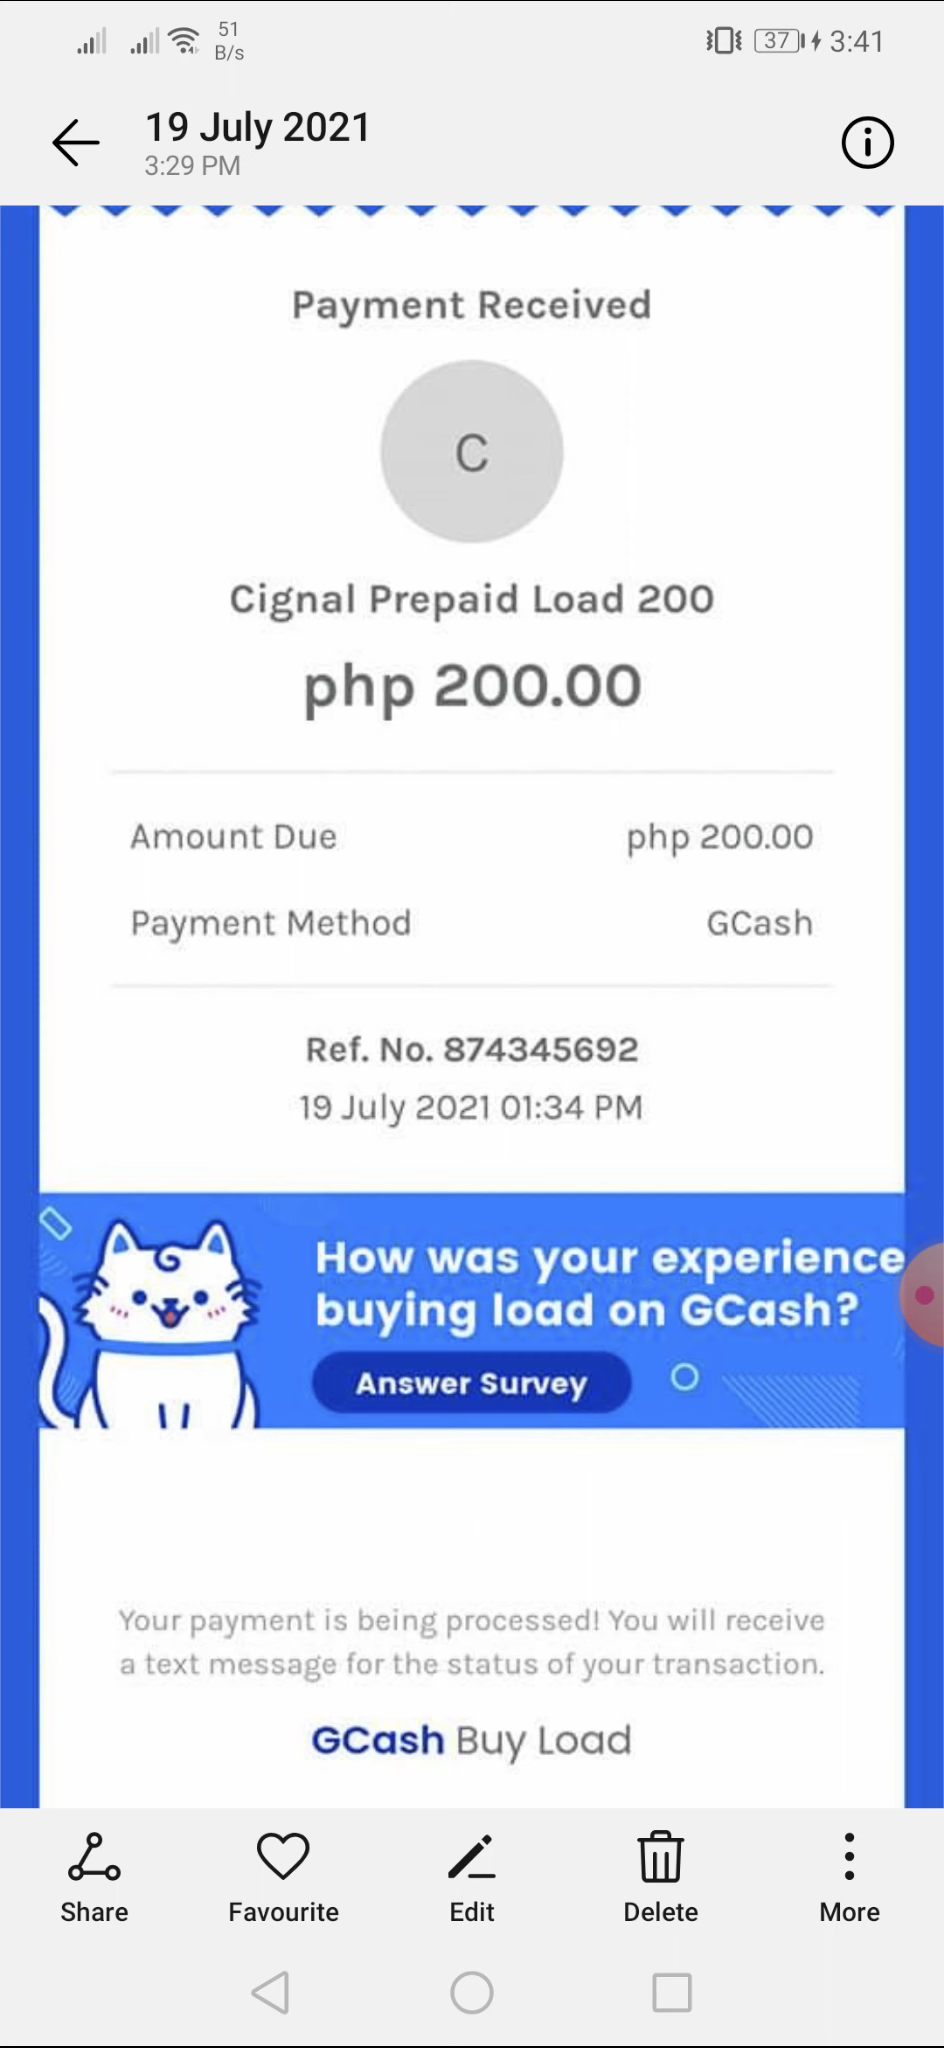 51
B/s
37
3:41
19 July 2021
3:29 PM
Payment Received
C
Cignal Prepaid Load 200
php 200.00
Amount Due php 200.00
Payment Method GCash
Ref. No. 874345692
19 July 2021 01:34 PM
How was your experience
buying load on GCash?
Answer Survey
Your payment is being processed! You will receive
a text message for the status of your transaction.
GCash Buy Load
Share Favourite Edit Delete More